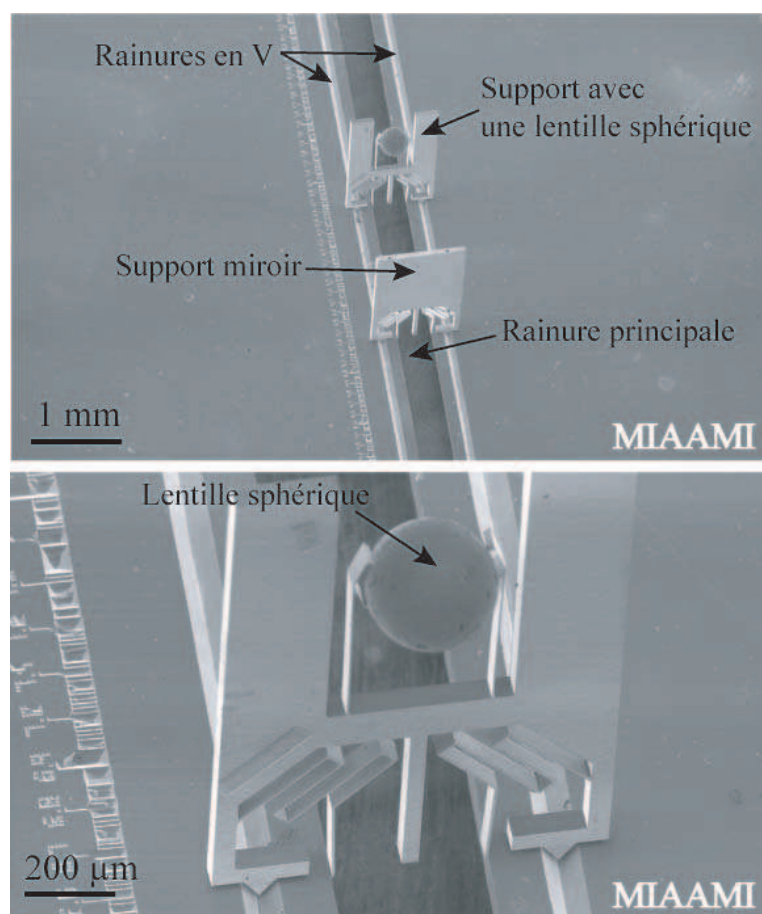 Rainures en V
Support avec
une lentille sphérique
Support miroir
Rainure principale
1 mm
MIAAMI
Lentille sphérique
200 µm
MIAAMI